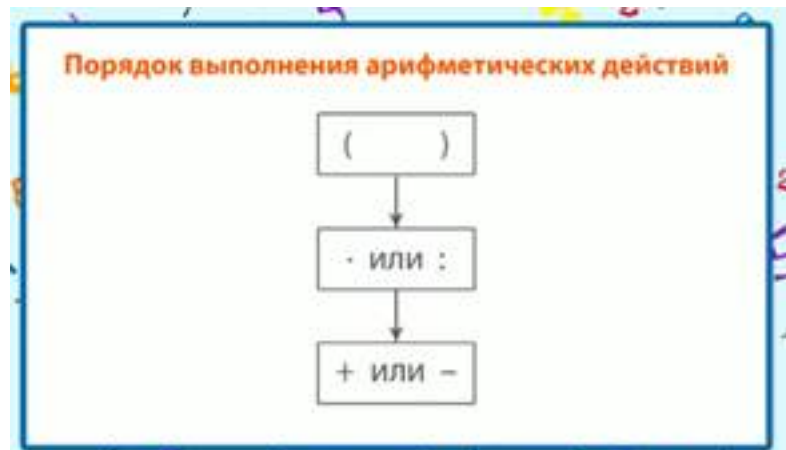 Порядок выполнения арифметических действий
( )
· или :
+ или –